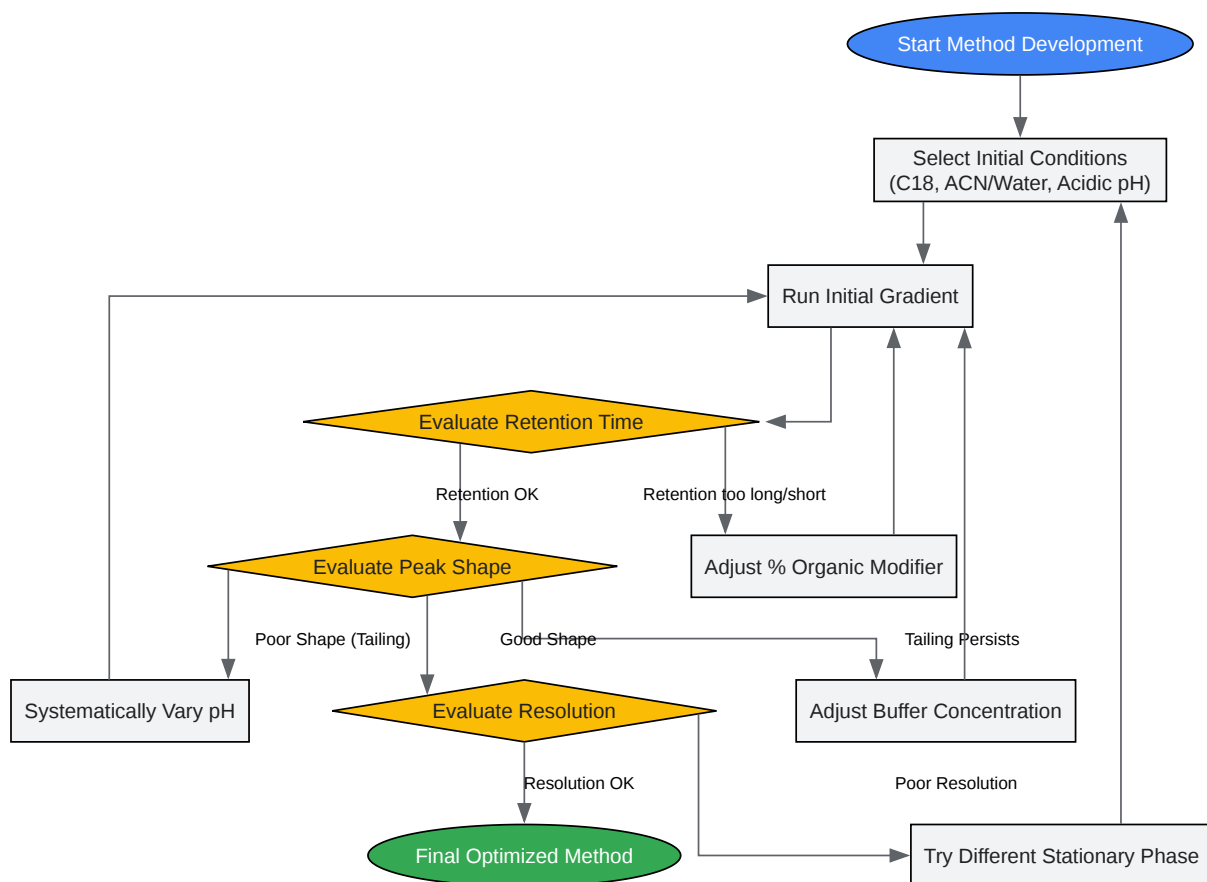 Start Method Development
Select Initial Conditions
(C18, ACN/Water, Acidic pH)
Run Initial Gradient
Evaluate Retention Time
Retention OK
Retention too long/short
Evaluate Peak Shape
Adjust % Organic Modifier
Poor Shape (Tailing)
Good Shape
Tailing Persists
Systematically Vary pH
Evaluate Resolution
Adjust Buffer Concentration
Resolution OK
Poor Resolution
Final Optimized Method
Try Different Stationary Phase